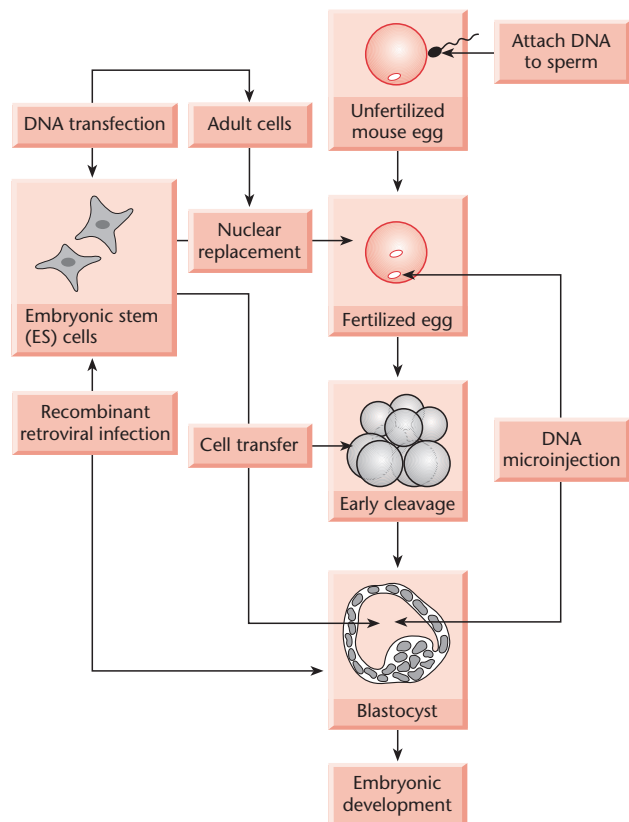 Attach DNA
to sperm
DNA transfection
Adult cells
Unfertilized
mouse egg
Nuclear
replacement
Embryonic stem
(ES) cells
Fertilized egg
Recombinant
retroviral infection
Cell transfer
DNA
microinjection
Early cleavage
Blastocyst
Embryonic
development